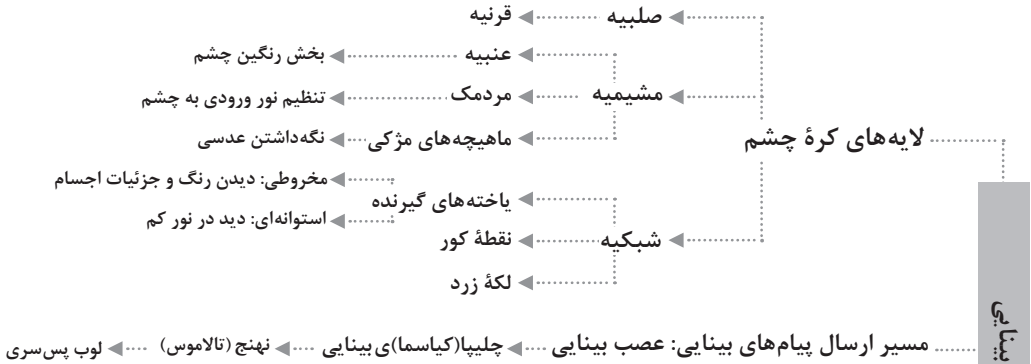 صلبیه
قرنیه
عنبیه
بخش رنگین چشم
مشیمیه
مردمک
تنظیم نور ورودی به چشم
ماهیچه‌های مژکی
نگه‌داشتن عدسی
لایه‌های کرهٔ چشم
یاخته‌های گیرنده
مخروطی: دیدن رنگ و جزئیات اجسام
استوانه‌ای: دید در نور کم
شبکیه
نقطهٔ کور
لکهٔ زرد
بینایی
مسیر ارسال پیام‌های بینایی: عصب بینایی چلیپا(کیاسما)ی بینایی نهنج (تالاموس) لوب پس‌سری